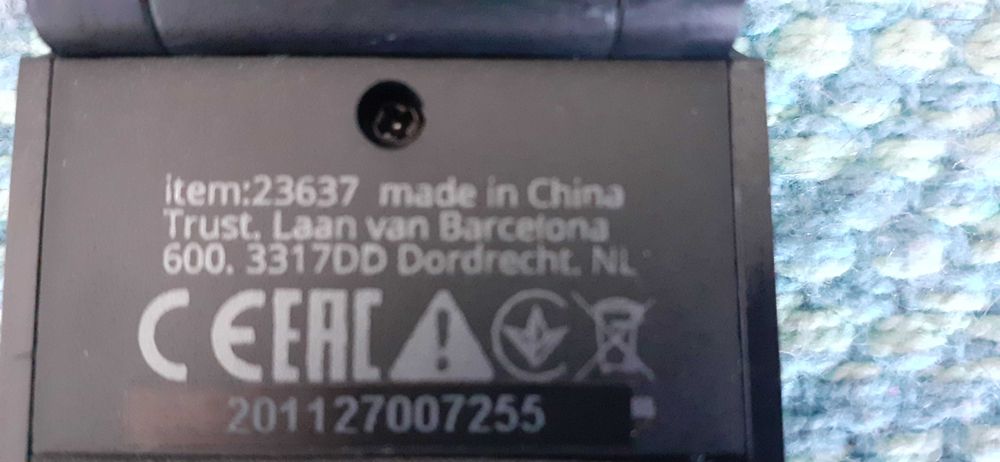 item:23637 made in China
Trust. Laan van Barcelona
600. 3317DD Dordrecht. NL
CE EAC
201127007255